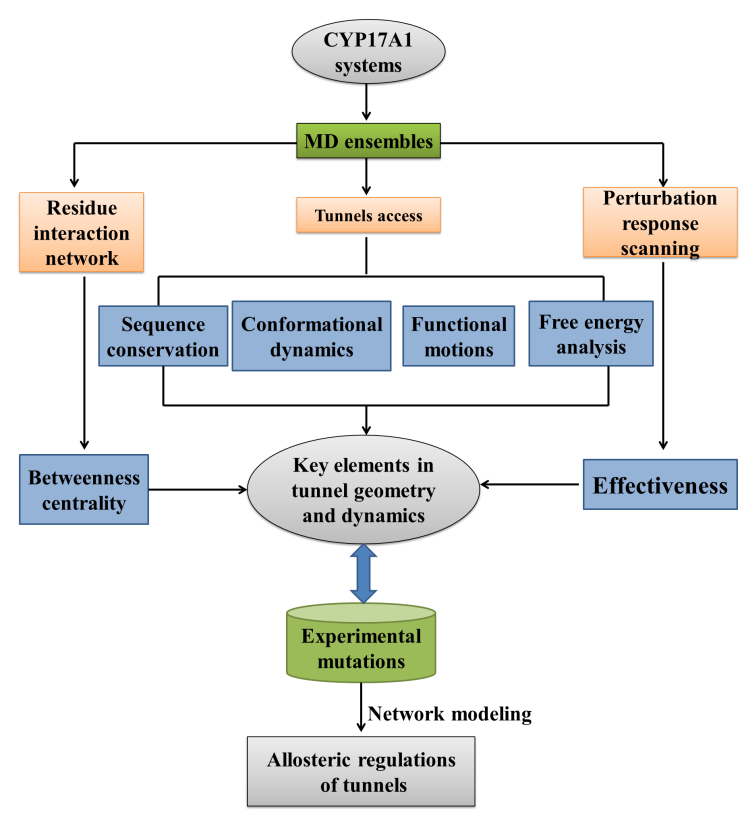 CYP17A1
systems
MD ensembles
Residue
interaction
network
Tunnels access
Perturbation
response
scanning
Sequence
conservation
Conformational
dynamics
Functional
motions
Free energy
analysis
Betweenness
centrality
Key elements in
tunnel geometry
and dynamics
Effectiveness
Experimental
mutations
Network modeling
Allosteric regulations
of tunnels